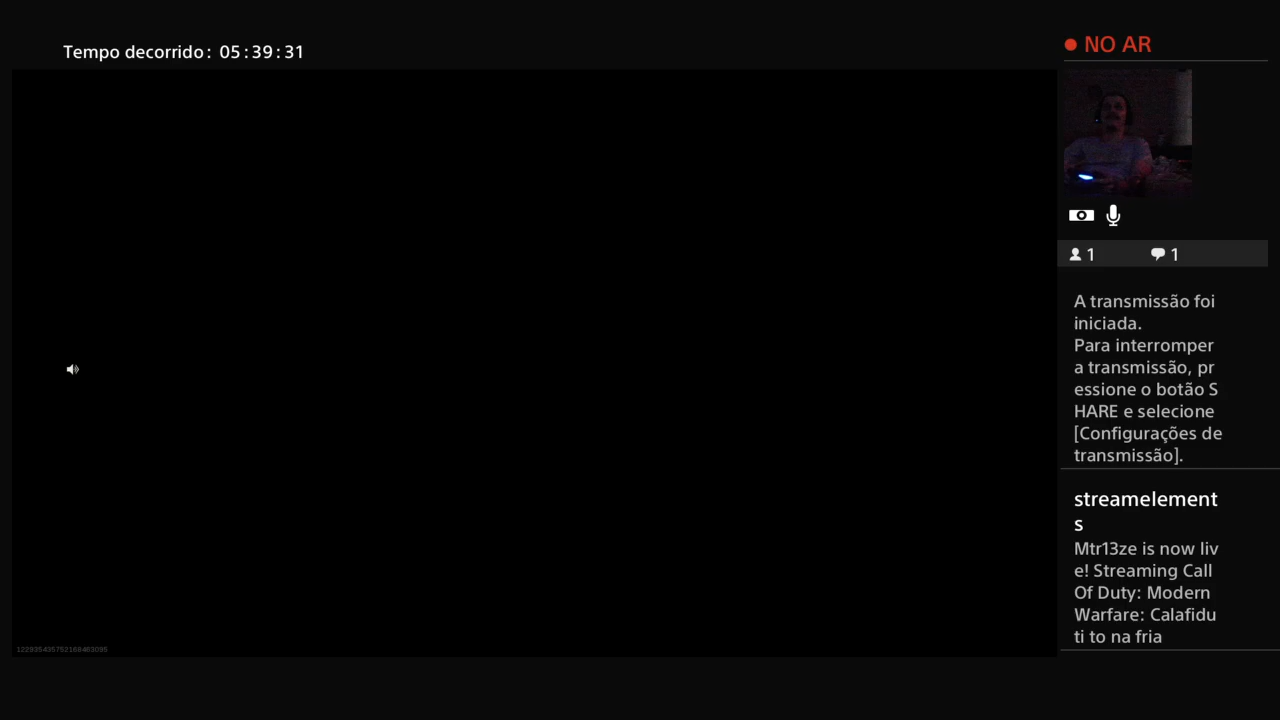 Tempo decorrido: 05:39:31
NO AR
1 1
A transmissão foi
iniciada.
Para interromper
a transmissão, pr
essione o botão S
HARE e selecione
[Configurações de
transmissão].
streamelement
s
Mtr13ze is now liv
e! Streaming Call
Of Duty: Modern
Warfare: Calafidu
ti to na fria